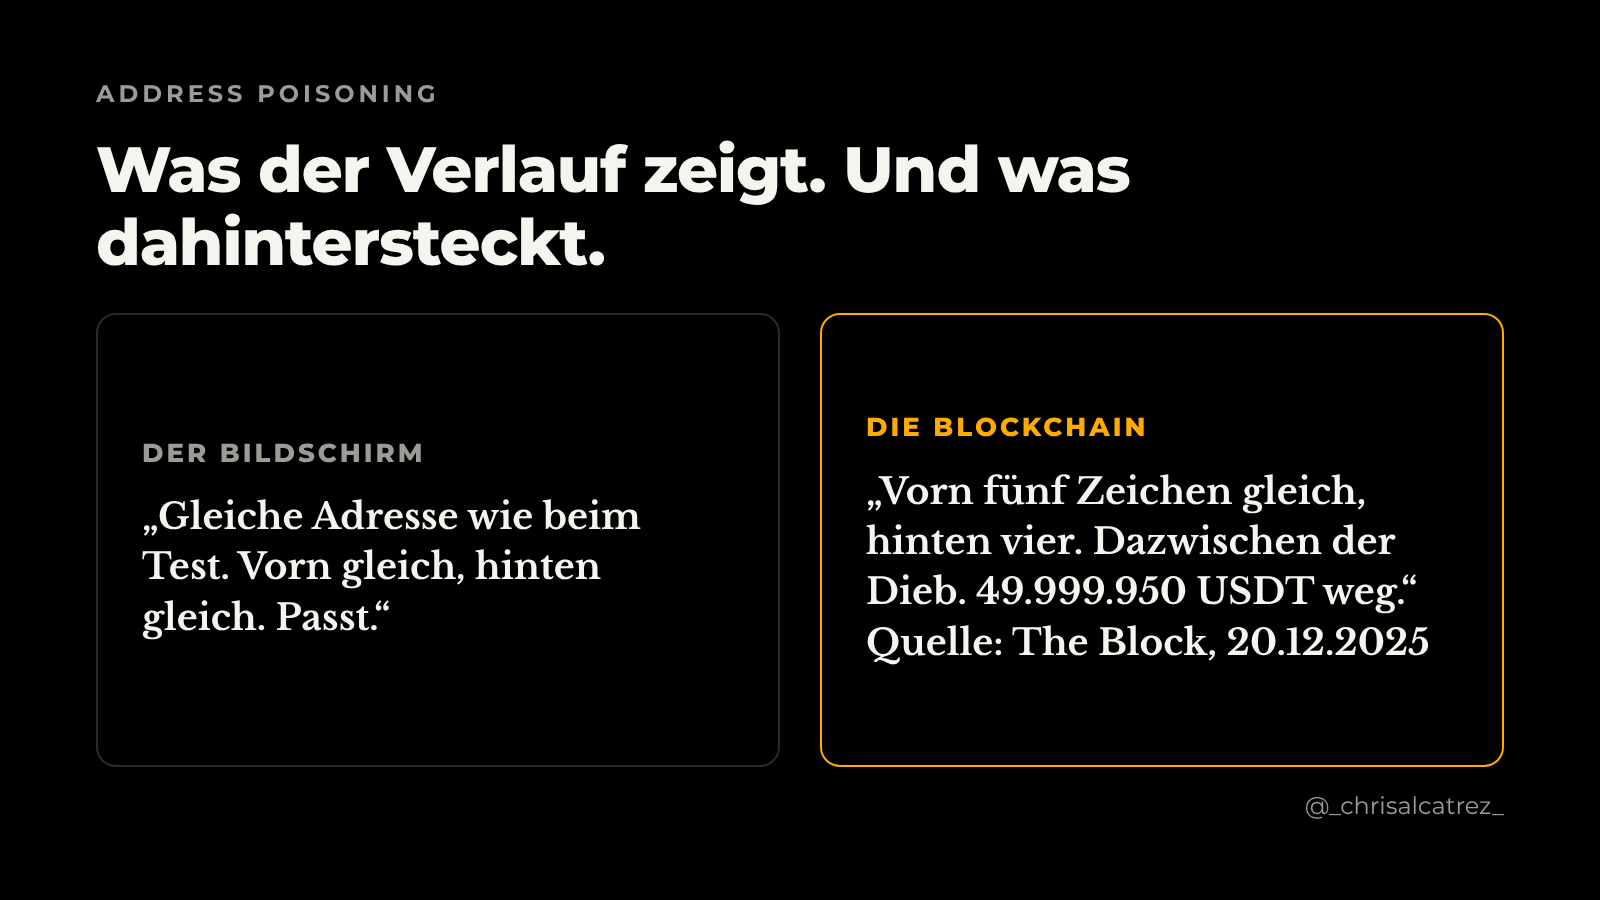 ADDRESS POISONING
Was der Verlauf zeigt. Und was
dahintersteckt.
DER BILDSCHIRM
„Gleiche Adresse wie beim
Test. Vorn gleich, hinten
gleich. Passt.“
DIE BLOCKCHAIN
„Vorn fünf Zeichen gleich,
hinten vier. Dazwischen der
Dieb. 49.999.950 USDT weg.“
Quelle: The Block, 20.12.2025
@_chrisalcatrez_